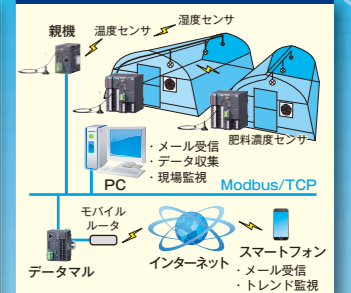 親機
温度センサ
湿度センサ
肥料濃度センサ
・メール受信
・データ収集
・現場監視
PC
Modbus/TCP
モバイル
ルータ
データマル
インターネット
スマートフォン
・メール受信
・トレンド監視